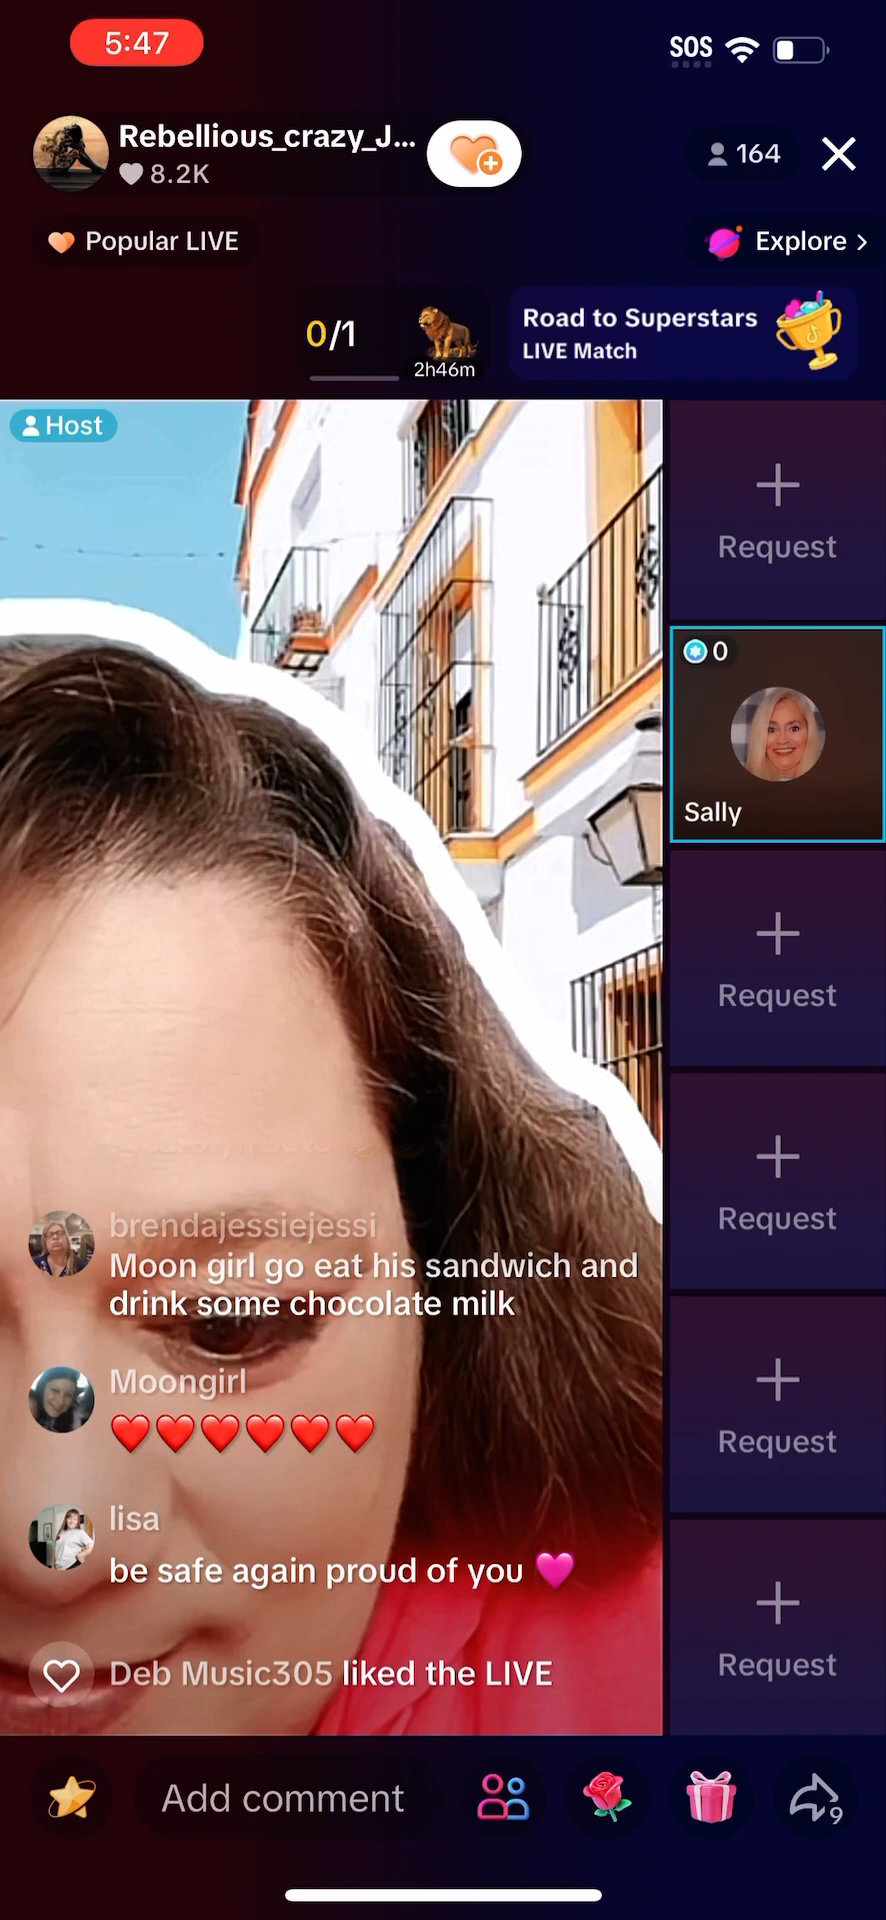 5:47
SOS
Rebellious_crazy_J...
8.2K
164
Popular LIVE
Explore >
0/1
2h46m
Road to Superstars
LIVE Match
Host
Request
0
Sally
Request
Request
Request
Request
brendajessiejessi
Moon girl go eat his sandwich and
drink some chocolate milk
Moongirl
❤️❤️❤️❤️❤️❤️
lisa
be safe again proud of you 💜
Deb Music305 liked the LIVE
Add comment
9